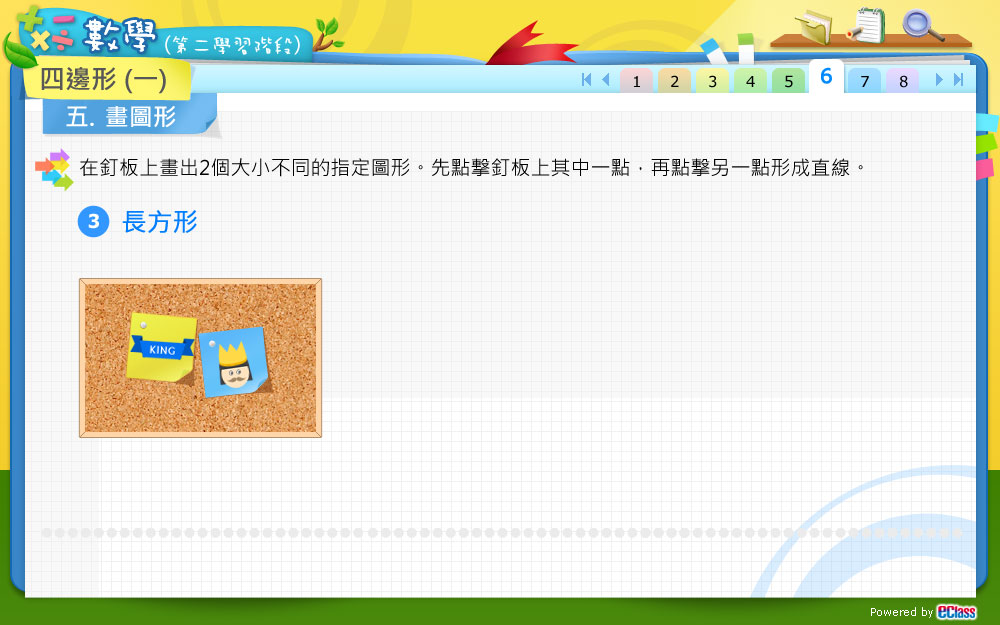 數學 (第二學習階段)
四邊形 (一)
1 2 3 4 5 6 7 8
五. 畫圖形
在釘板上畫出2個大小不同的指定圖形。先點擊釘板上其中一點，再點擊另一點形成直線。
3 長方形
KING
Powered by eClass